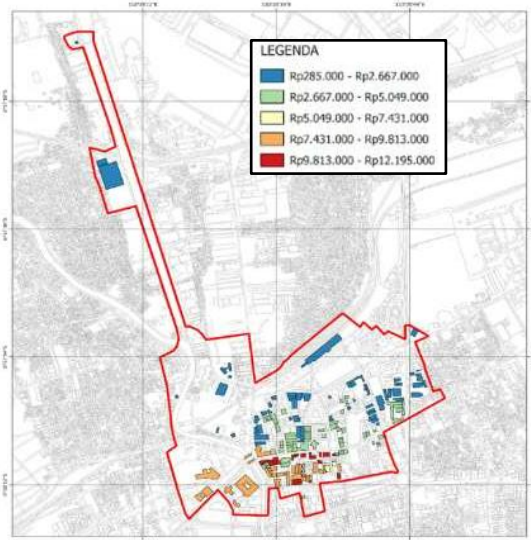 LEGENDA
Rp285.000 - Rp2.667.000
Rp2.667.000 - Rp5.049.000
Rp5.049.000 - Rp7.431.000
Rp7.431.000 - Rp9.813.000
Rp9.813.000 - Rp12.195.000